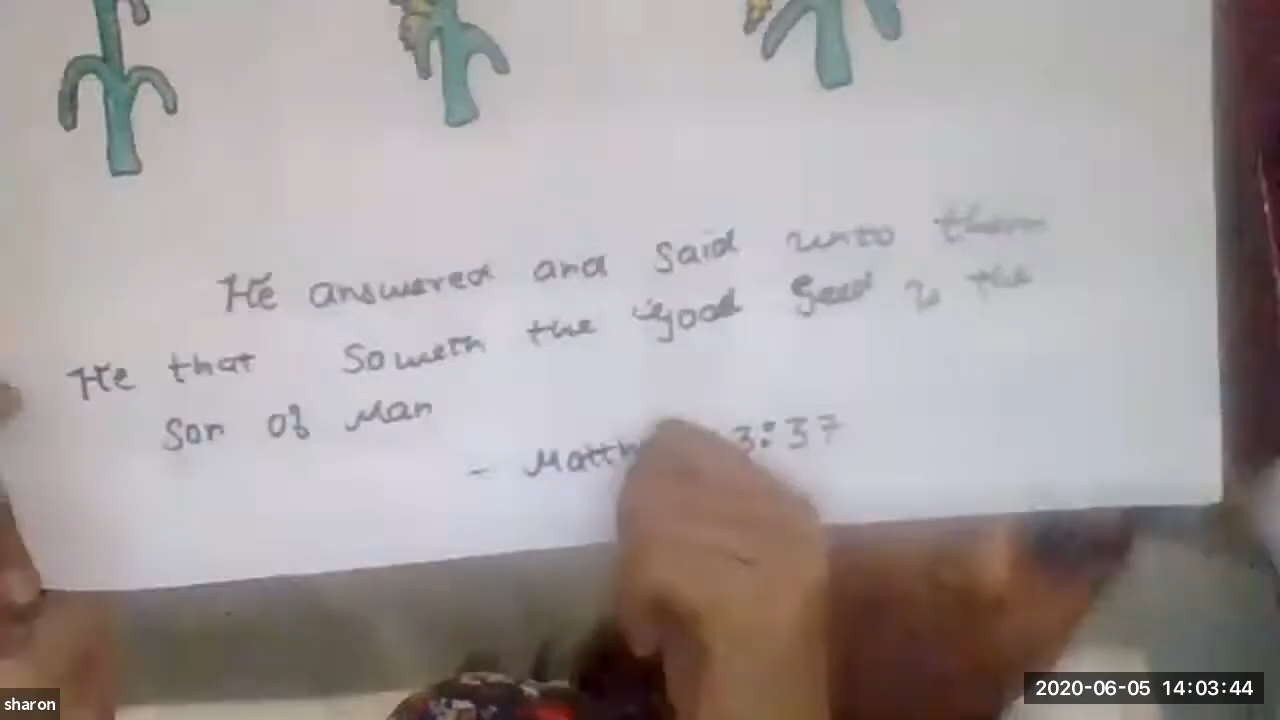 He answered and said unto them
He that soweth the "good seed is the
Son of Man
- Matth 3:37
sharon
2020-06-05 14:03:44